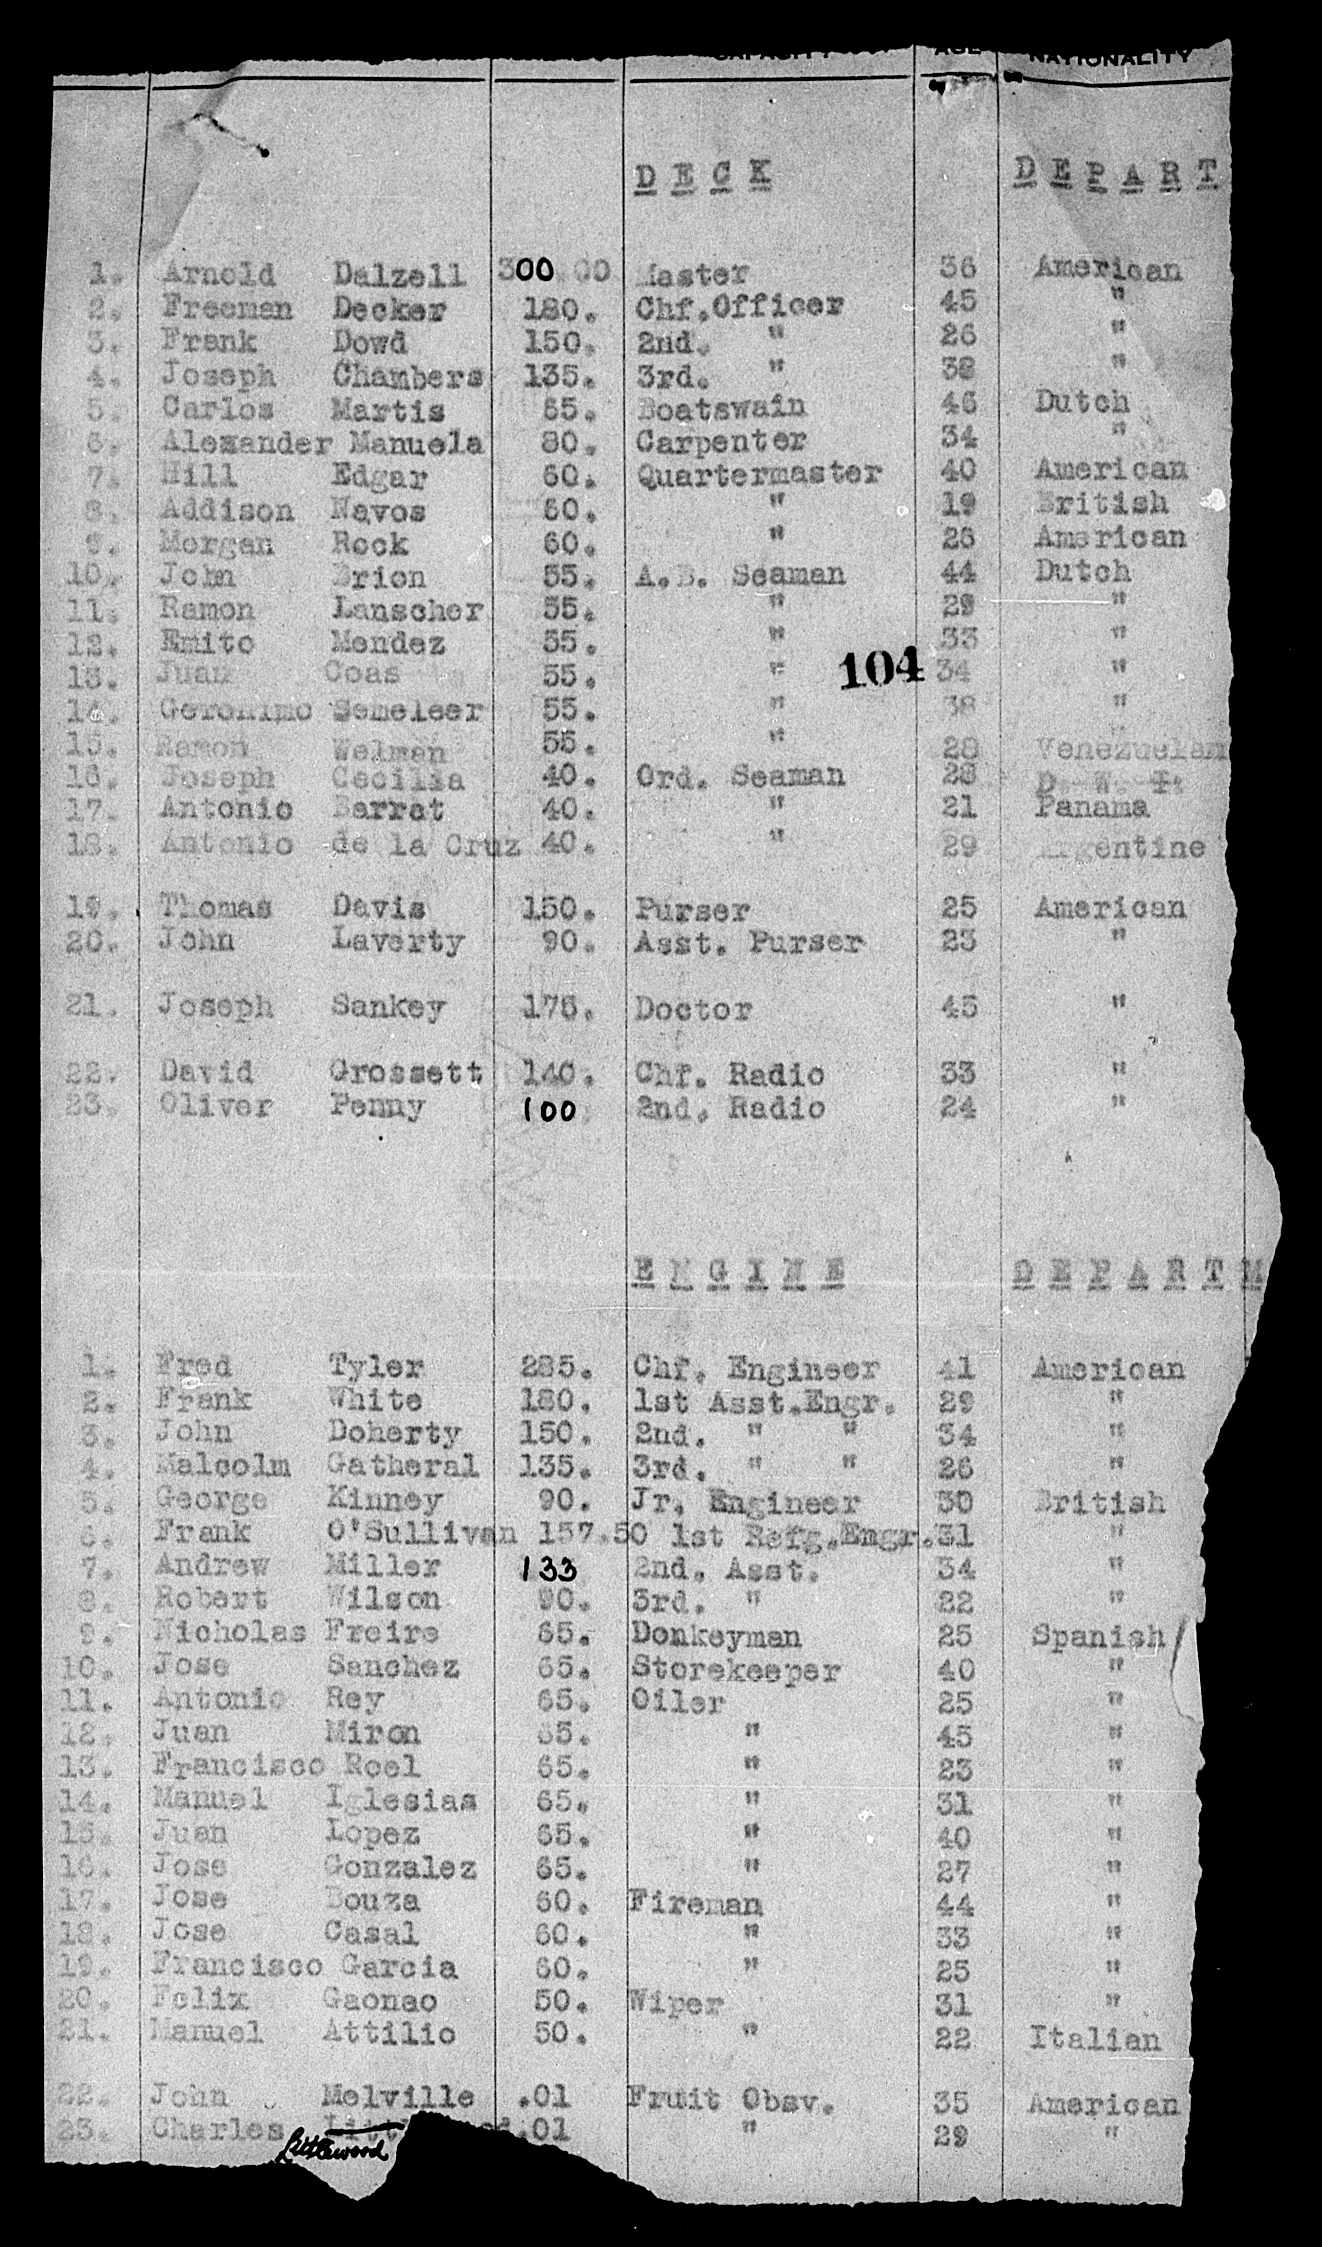 CAPACITY AGE NATIONALITY
DECK DEPART
1. Arnold Dalzell 300.00 Master 36 American
2. Freeman Decker 180. Chf.Officer 45 "
3. Frank Dowd 150. 2nd. " 26 "
4. Joseph Chambers 135. 3rd. " 38 "
5. Carlos Martis 65. Boatswain 46 Dutch
6. Alexander Manuela 80. Carpenter 34 "
7. Hill Edgar 60. Quartermaster 40 American
8. Addison Navos 60. " 19 British
9. Morgan Rock 60. " 26 American
10. John Brion 55. A.B. Seaman 44 Dutch
11. Ramon Lanscher 55. " 29 "
12. Emito Mendez 55. " 33 "
13. Juan Coas 55. " 34 "
104
14. Geronimo Semeleer 55. " 38 "
15. Ramon Welman 55. " 28 Venezuelan
16. Joseph Cecilia 40. Ord. Seaman 28 D. W. I.
17. Antonio Barrot 40. " 21 Panama
18. Antonio de la Cruz 40. " 29 Argentine
19. Thomas Davis 150. Purser 25 American
20. John Laverty 90. Asst. Purser 23 "
21. Joseph Sankey 175. Doctor 45 "
22. David Grossett 140. Chf. Radio 33 "
23. Oliver Penny 100 2nd. Radio 24 "
ENGINE DEPARTM
1. Fred Tyler 285. Chf. Engineer 41 American
2. Frank White 180. 1st Asst.Engr. 29 "
3. John Doherty 150. 2nd. " " 34 "
4. Malcolm Gatheral 135. 3rd. " " 26 "
5. George Kinney 90. Jr. Engineer 30 British
6. Frank O'Sullivan 157.50 1st Refg.Engr. 31 "
7. Andrew Miller 133 2nd. Asst. 34 "
8. Robert Wilson 90. 3rd. " 22 "
9. Nicholas Freire 65. Donkeyman 25 Spanish
10. Jose Sanchez 65. Storekeeper 40 "
11. Antonio Rey 65. Oiler 25 "
12. Juan Miron 65. " 45 "
13. Francisco Roel 65. " 23 "
14. Manuel Iglesias 65. " 31 "
15. Juan Lopez 65. " 40 "
16. Jose Gonzalez 65. " 27 "
17. Jose Bouza 60. Fireman 44 "
18. Jose Casal 60. " 33 "
19. Francisco Garcia 60. " 25 "
20. Felix Gaonao 50. Wiper 31 "
21. Manuel Attilio 50. " 22 Italian
22. John Melville .01 Fruit Obsv. 35 American
23. Charles .01 " 29 "
Littlewood